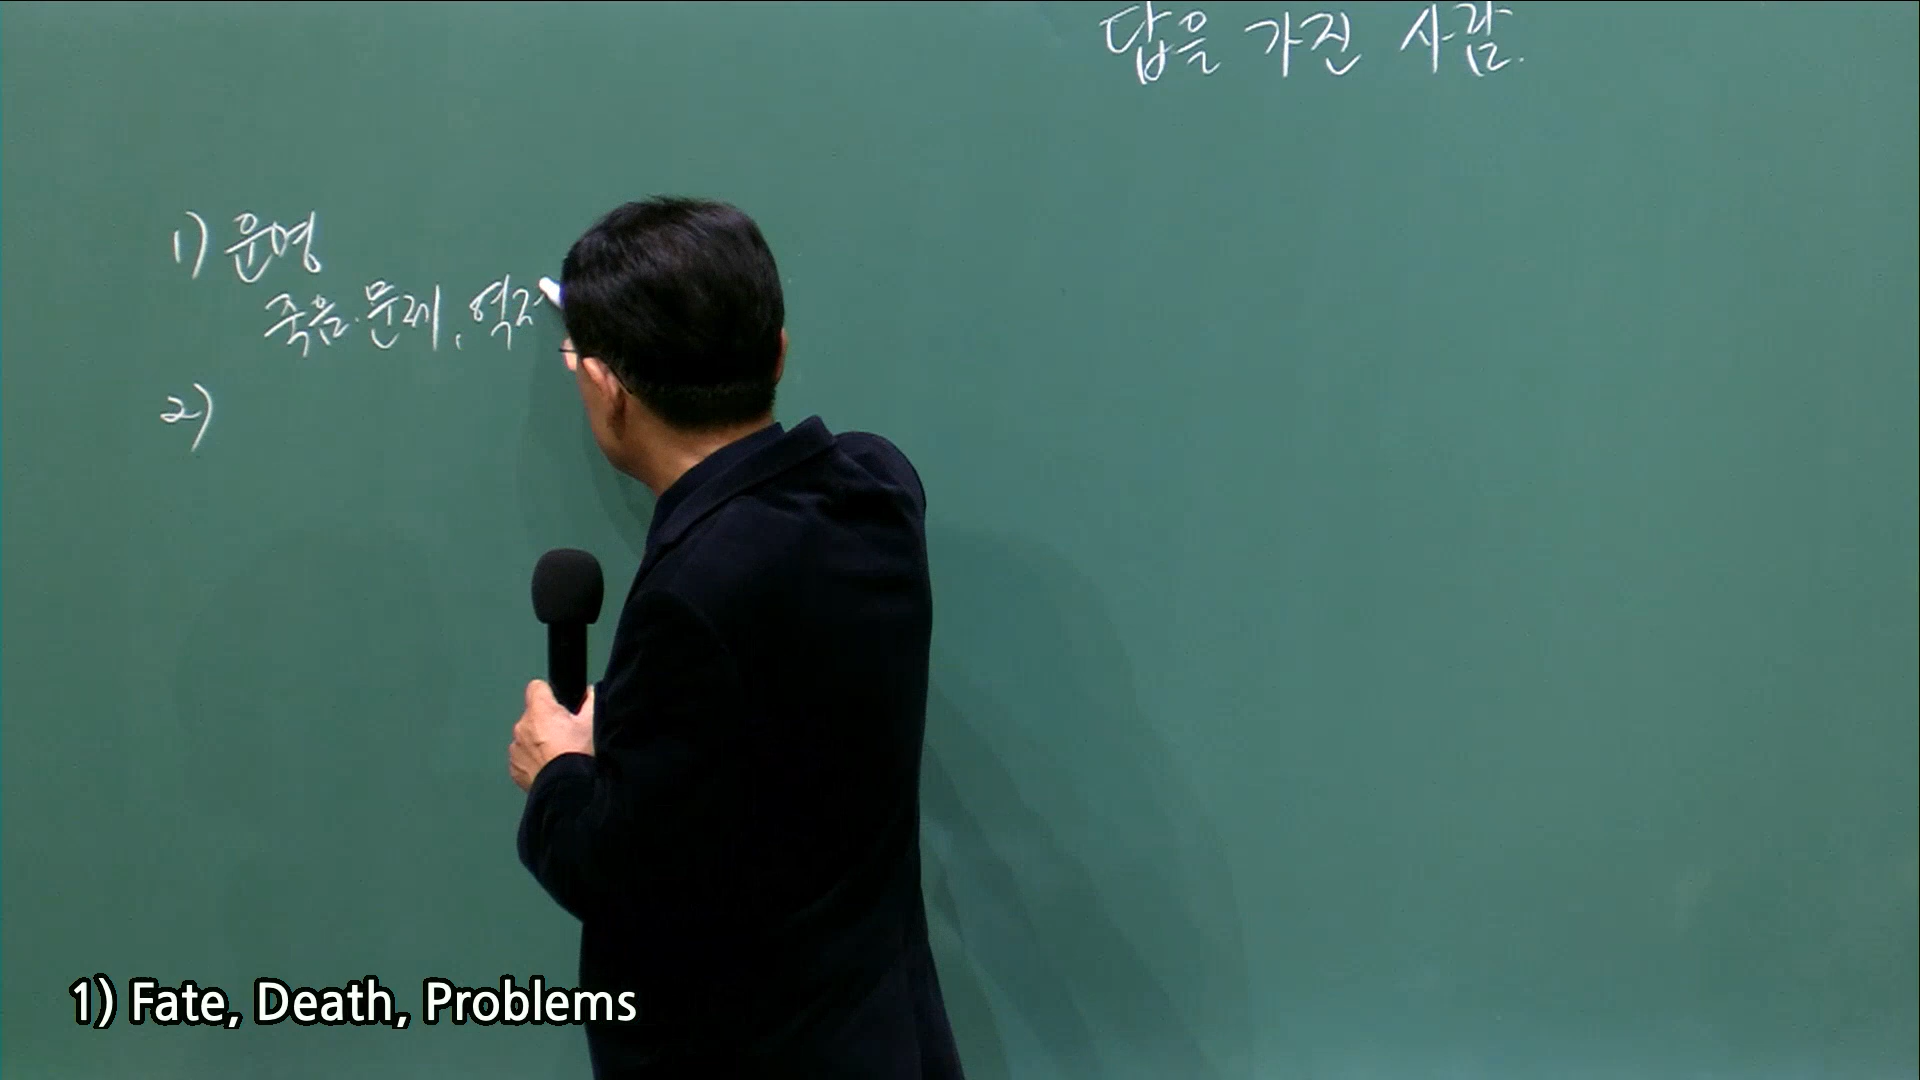 답을 가진 사람.
1) 운명
죽음. 문제,
2)
1) Fate, Death, Problems